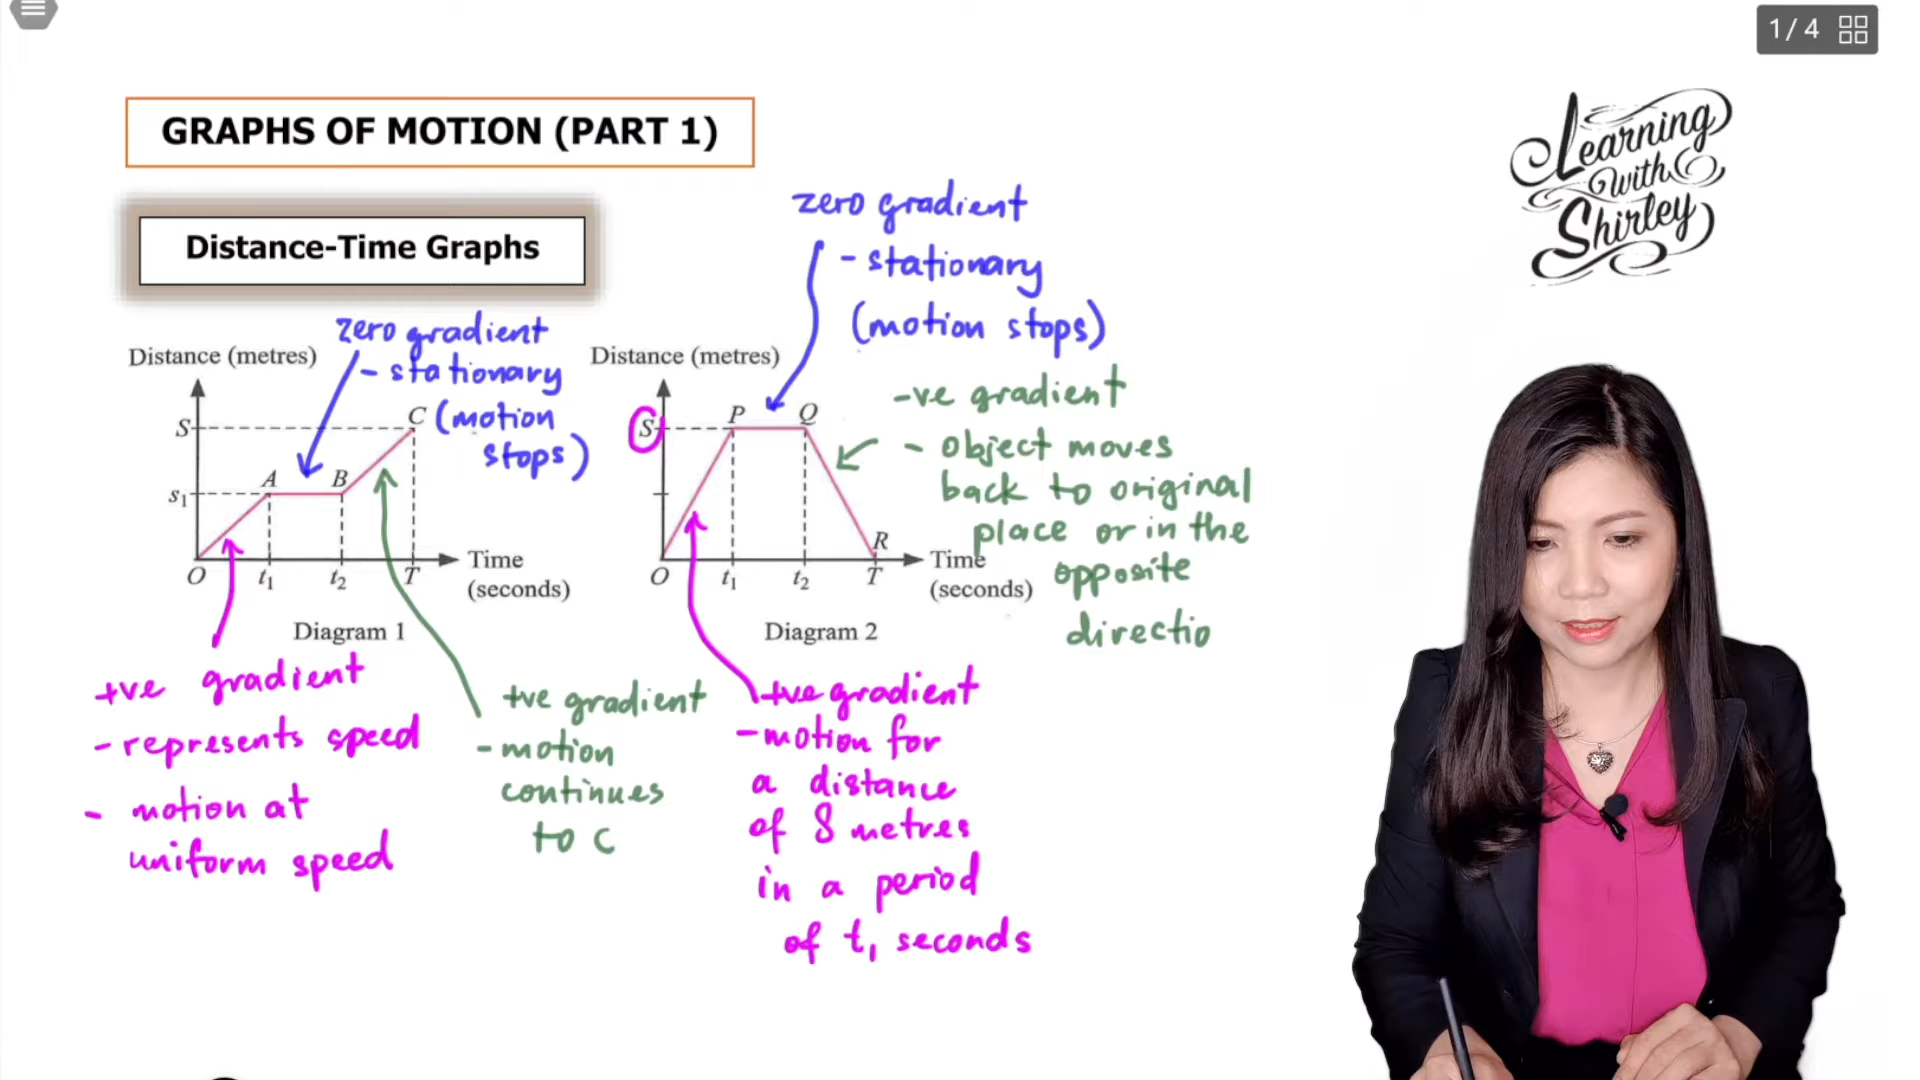 1/4
GRAPHS OF MOTION (PART 1)
Learning
with
Shirley
Distance-Time Graphs
zero gradient
- stationary
(motion stops)
zero gradient
- stationary
(motion
stops)
Distance (metres)
S
C
A
B
s1
O
t1
t2
T
Time
(seconds)
Diagram 1
+ve gradient
- represents speed
- motion at
uniform speed
+ve gradient
- motion
continues
to C
Distance (metres)
S
P
Q
R
O
t1
t2
T
Time
(seconds)
Diagram 2
-ve gradient
- object moves
back to original
place or in the
opposite
directio
+ve gradient
- motion for
a distance
of S metres
in a period
of t1 seconds